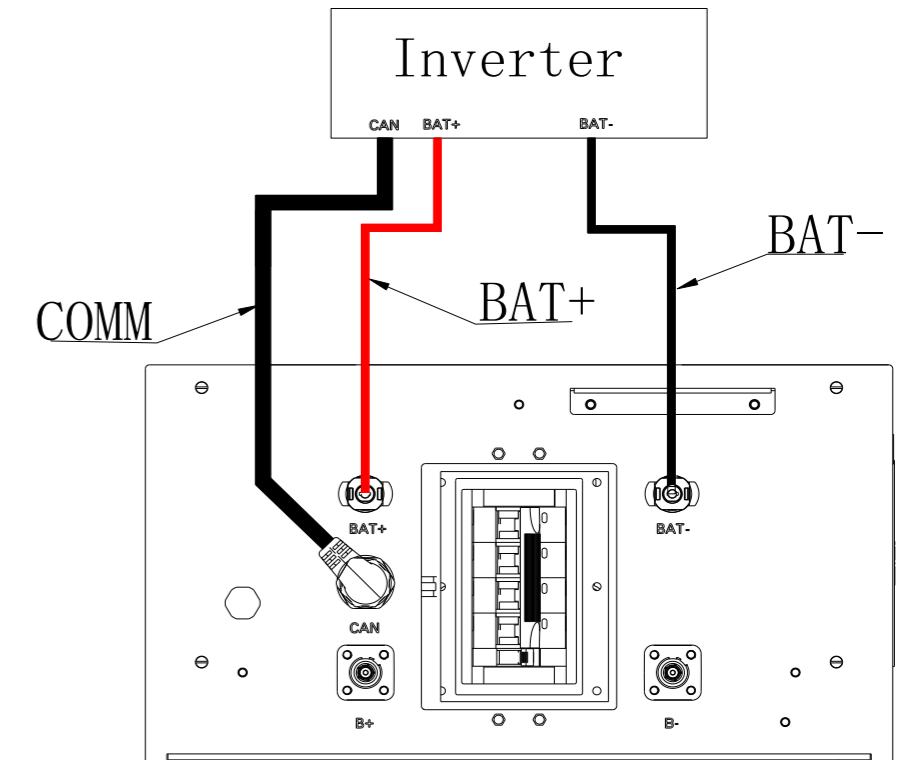 Inverter
CAN
BAT+
BAT-
BAT-
BAT+
COMM
BAT+
BAT-
CAN
B+
B-